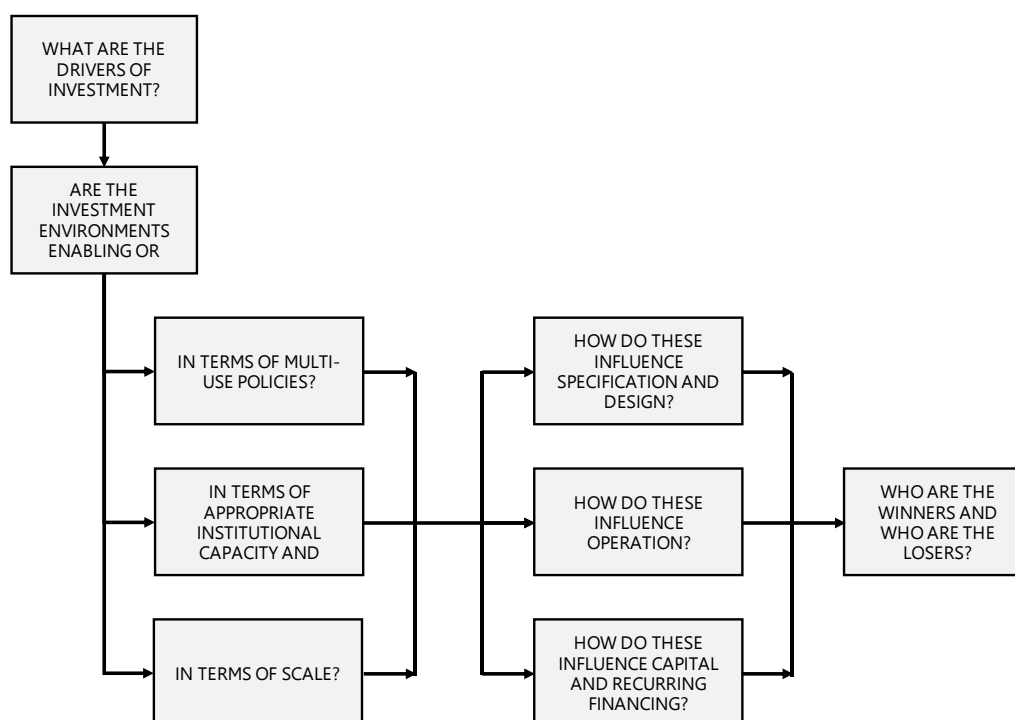 WHAT ARE THE
DRIVERS OF
INVESTMENT?
ARE THE
INVESTMENT
ENVIRONMENTS
ENABLING OR
IN TERMS OF MULTI-
USE POLICIES?
IN TERMS OF
APPROPRIATE
INSTITUTIONAL
CAPACITY AND
IN TERMS OF SCALE?
HOW DO THESE
INFLUENCE
SPECIFICATION AND
DESIGN?
HOW DO THESE
INFLUENCE
OPERATION?
HOW DO THESE
INFLUENCE CAPITAL
AND RECURRING
FINANCING?
WHO ARE THE
WINNERS AND
WHO ARE THE
LOSERS?